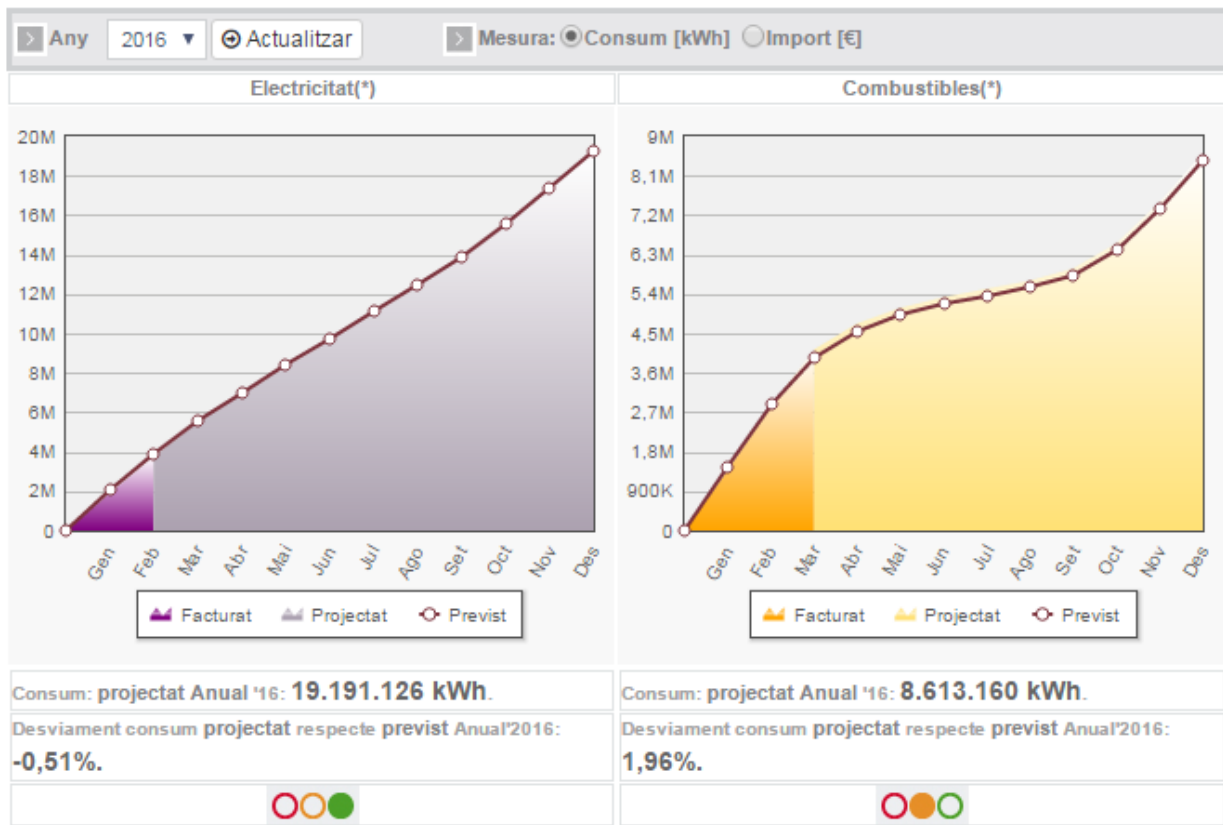 Any 2016 Actualitzar Mesura: Consum [kWh] Import [€]
Electricitat(*)
20M
18M
16M
14M
12M
10M
8M
6M
4M
2M
0
Gen Feb Mar Abr Mai Jun Jul Ago Set Oct Nov Des
Facturat Projectat Previst
Consum: projectat Anual '16: 19.191.126 kWh.
Desviament consum projectat respecte previst Anual'2016:
-0,51%.
Combustibles(*)
9M
8,1M
7,2M
6,3M
5,4M
4,5M
3,6M
2,7M
1,8M
900K
0
Gen Feb Mar Abr Mai Jun Jul Ago Set Oct Nov Des
Facturat Projectat Previst
Consum: projectat Anual '16: 8.613.160 kWh.
Desviament consum projectat respecte previst Anual'2016:
1,96%.